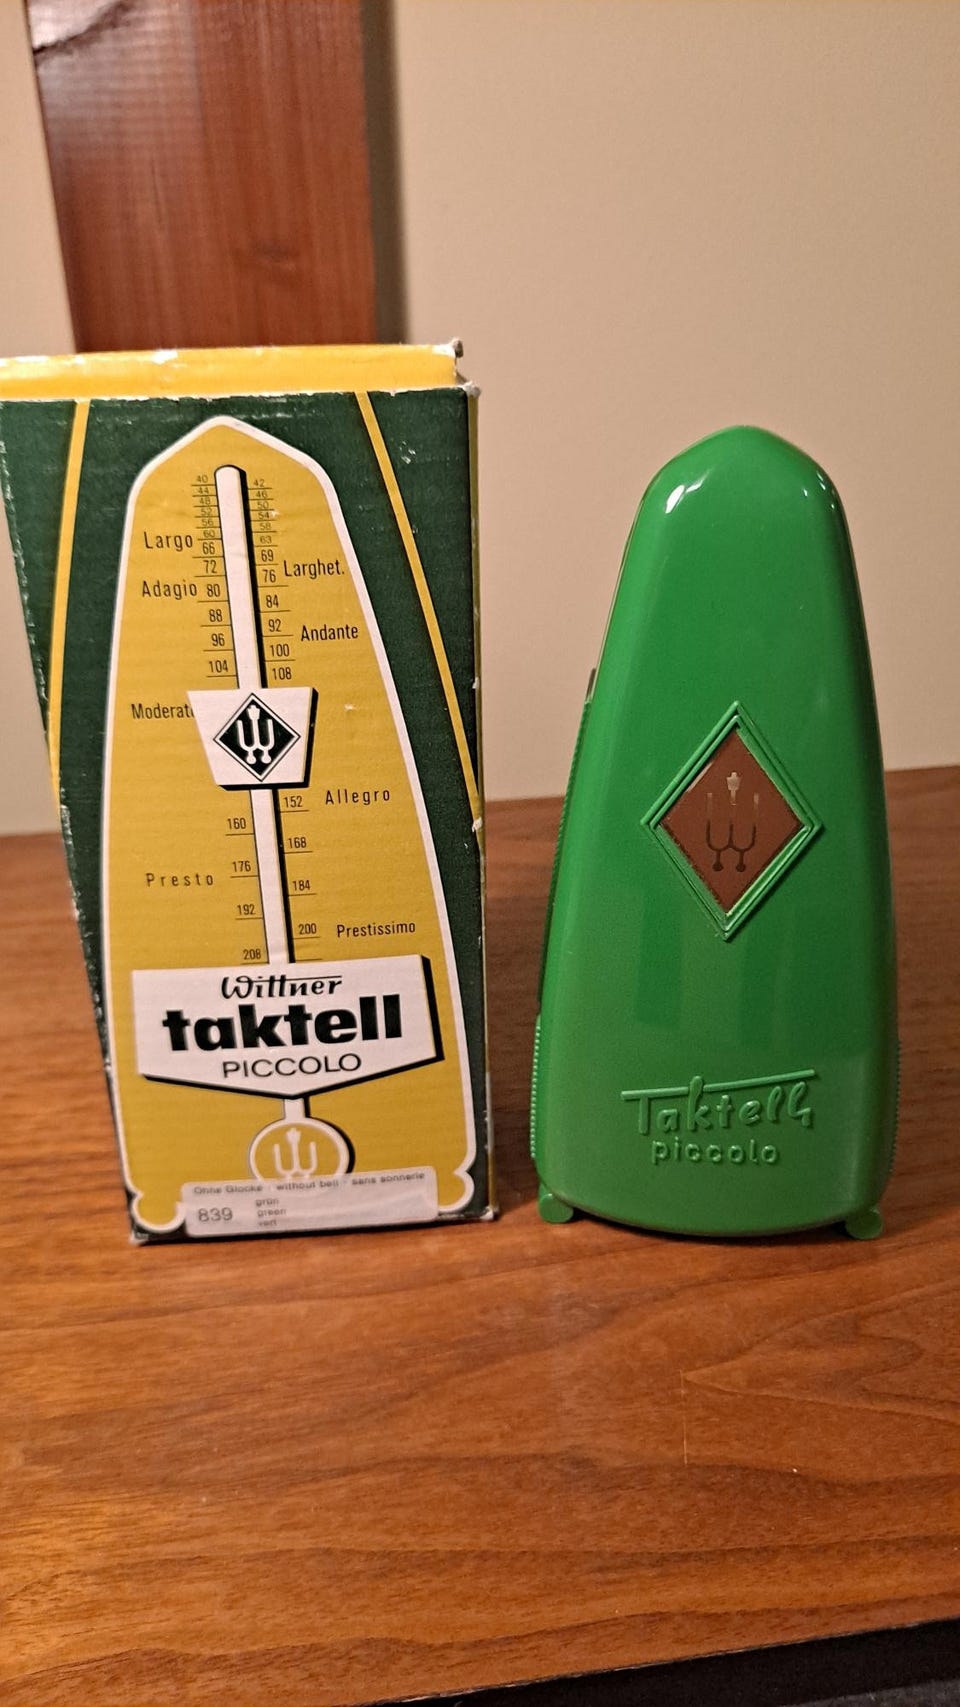 40 42
44 46
48 50
52 54
56 58
Largo 60 63
66 69
72 76 Larghet.
Adagio 80 84
88 92 Andante
96 100
104 108
Moderat
152 Allegro
160
168
Presto 176
184
192
200 Prestissimo
208
Wittner
taktell
PICCOLO
Ohne Glocke · without bell · sans sonnerie
839 grün
green
vert
Taktell
piccolo